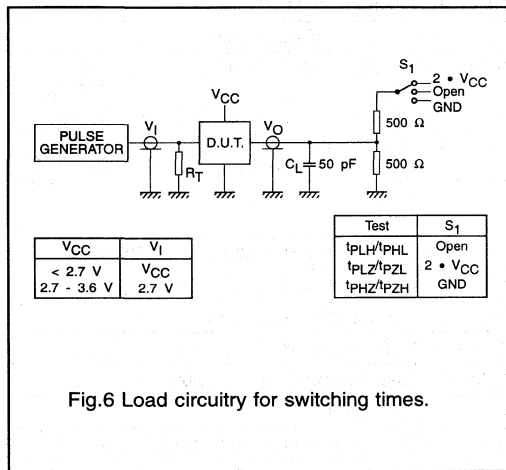 S1
2 • VCC
Open
GND
VCC
PULSE GENERATOR
VI
D.U.T.
VO
500 Ω
RT
CL
50 pF
500 Ω
VCC VI
< 2.7 V VCC
2.7 - 3.6 V 2.7 V
Test S1
tPLH/tPHL Open
tPLZ/tPZL 2 • VCC
tPHZ/tPZH GND
Fig.6 Load circuitry for switching times.